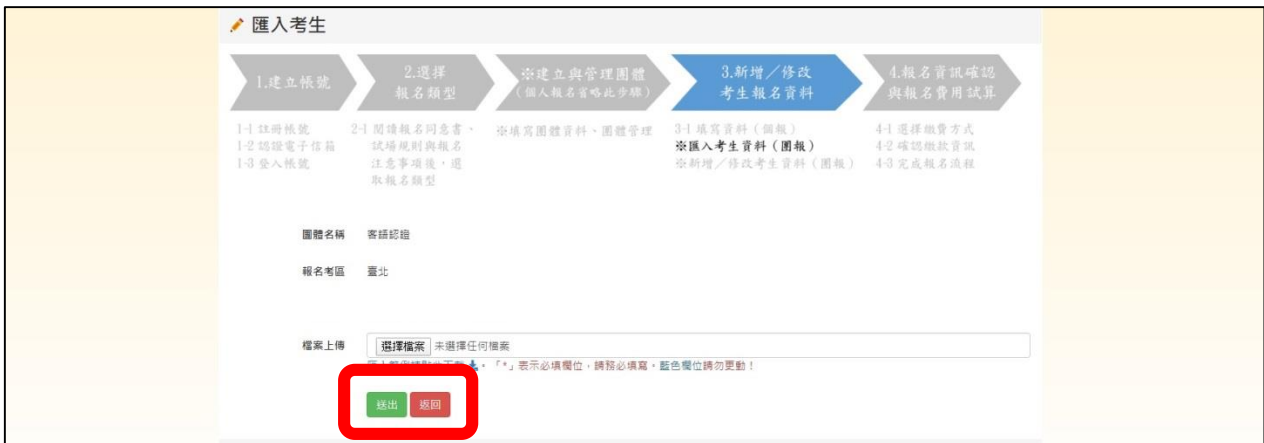 匯入考生
1.建立帳號
2.選擇
報名類型
※建立與管理團體
(個人報名省略此步驟)
3.新增／修改
考生報名資料
4.報名資訊確認
與報名費用試算
1-1 註冊帳號
1-2 認證電子信箱
1-3 登入帳號
2-1 閱讀報名同意書、
試場規則與報名
注意事項後，選
取報名類型
※填寫團體資料、團體管理
3-1 填寫資料（個報）
※匯入考生資料（團報）
※新增／修改考生資料（團報）
4-1 選擇繳費方式
4-2 確認繳款資訊
4-3 完成報名流程
團體名稱 客語認證
報名考區 臺北
檔案上傳 選擇檔案 未選擇任何檔案
。「*」表示必填欄位，請務必填寫，藍色欄位請勿更動！
送出 返回